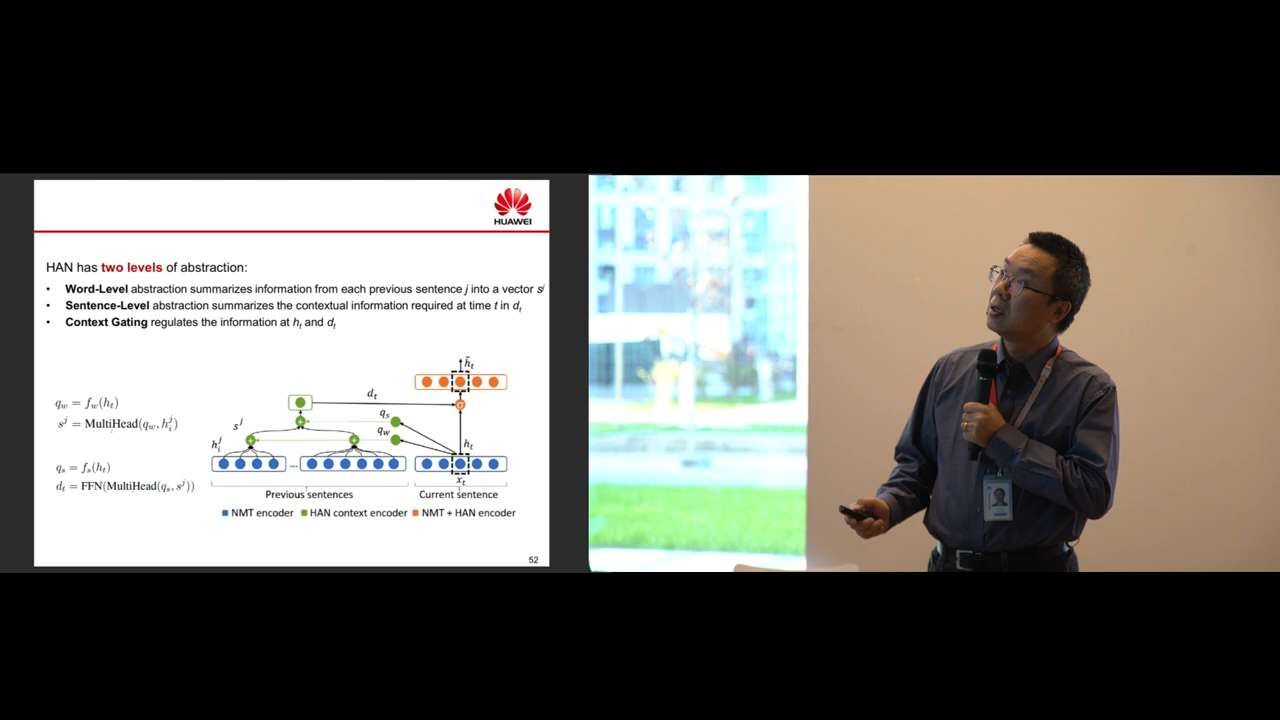 HUAWEI
HAN has two levels of abstraction:
• Word-Level abstraction summarizes information from each previous sentence j into a vector s^j
• Sentence-Level abstraction summarizes the contextual information required at time t in d_t
• Context Gating regulates the information at h_t and d_t
q_w = f_w(h_t)
s^j = MultiHead(q_w, h_i^j)
q_s = f_s(h_t)
d_t = FFN(MultiHead(q_s, s^j))
h̃_t
d_t
q_s
s^j
q_w
h_i^j
h_t
...
x_t
Previous sentences
Current sentence
NMT encoder HAN context encoder NMT + HAN encoder
52